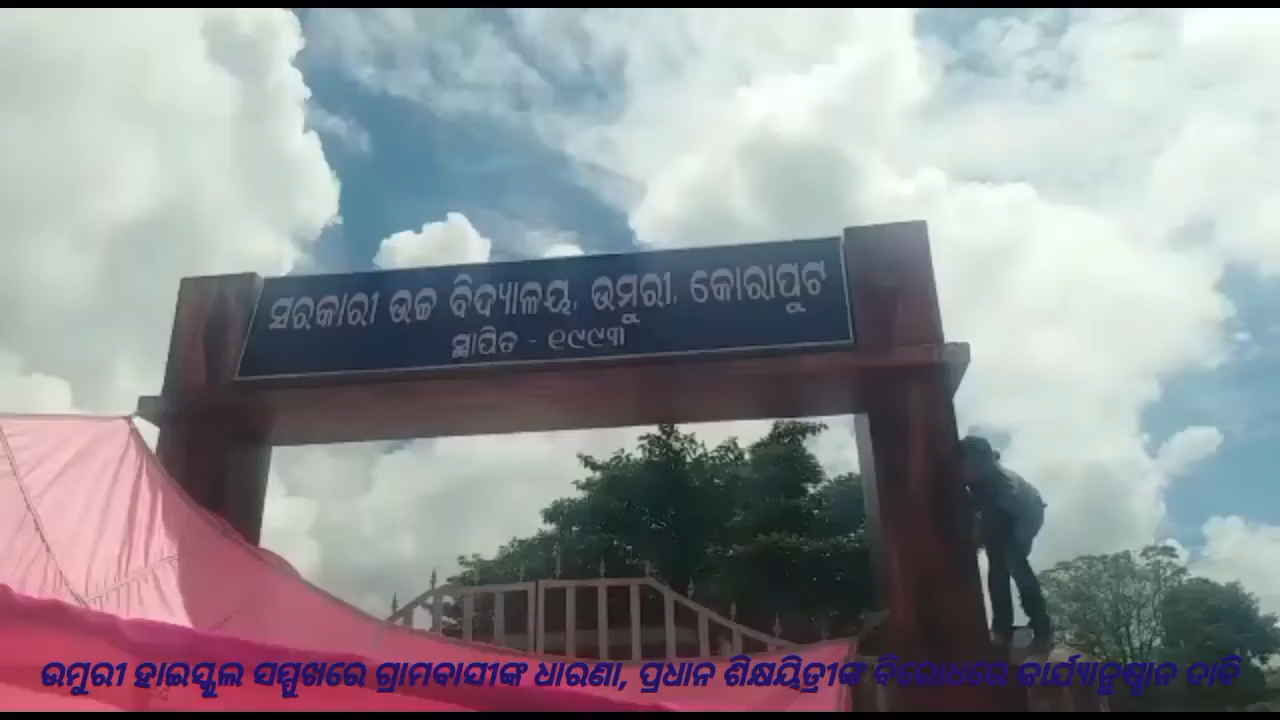 ସରକାରୀ ଉଚ୍ଚ ବିଦ୍ୟାଳୟ, ଉମୁରୀ, କୋରାପୁଟ
ସ୍ଥାପିତ - ୧୯୯୩
ଉମୁରୀ ହାଇସ୍କୁଲ ସମ୍ମୁଖରେ ଗ୍ରାମବାସୀଙ୍କ ଧାରଣା, ପ୍ରଧାନ ଶିକ୍ଷୟିତ୍ରୀଙ୍କ ବିରୋଧରେ କାର୍ଯ୍ୟାନୁଷ୍ଠାନ ଦାବି